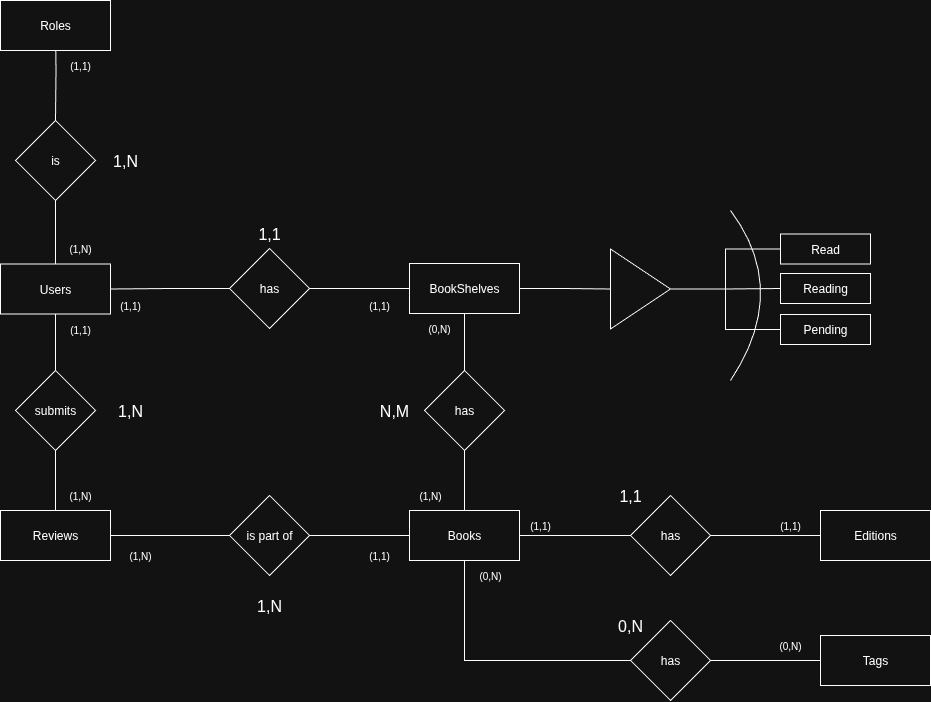 Roles
(1,1)
is
1,N
(1,N)
Users
(1,1)
1,1
has
(1,1)
BookShelves
Read
Reading
Pending
(1,1)
(0,N)
submits
1,N
N,M
has
(1,N)
(1,N)
Reviews
(1,N)
is part of
1,N
(1,1)
Books
(1,1)
1,1
has
(1,1)
Editions
(0,N)
0,N
has
(0,N)
Tags